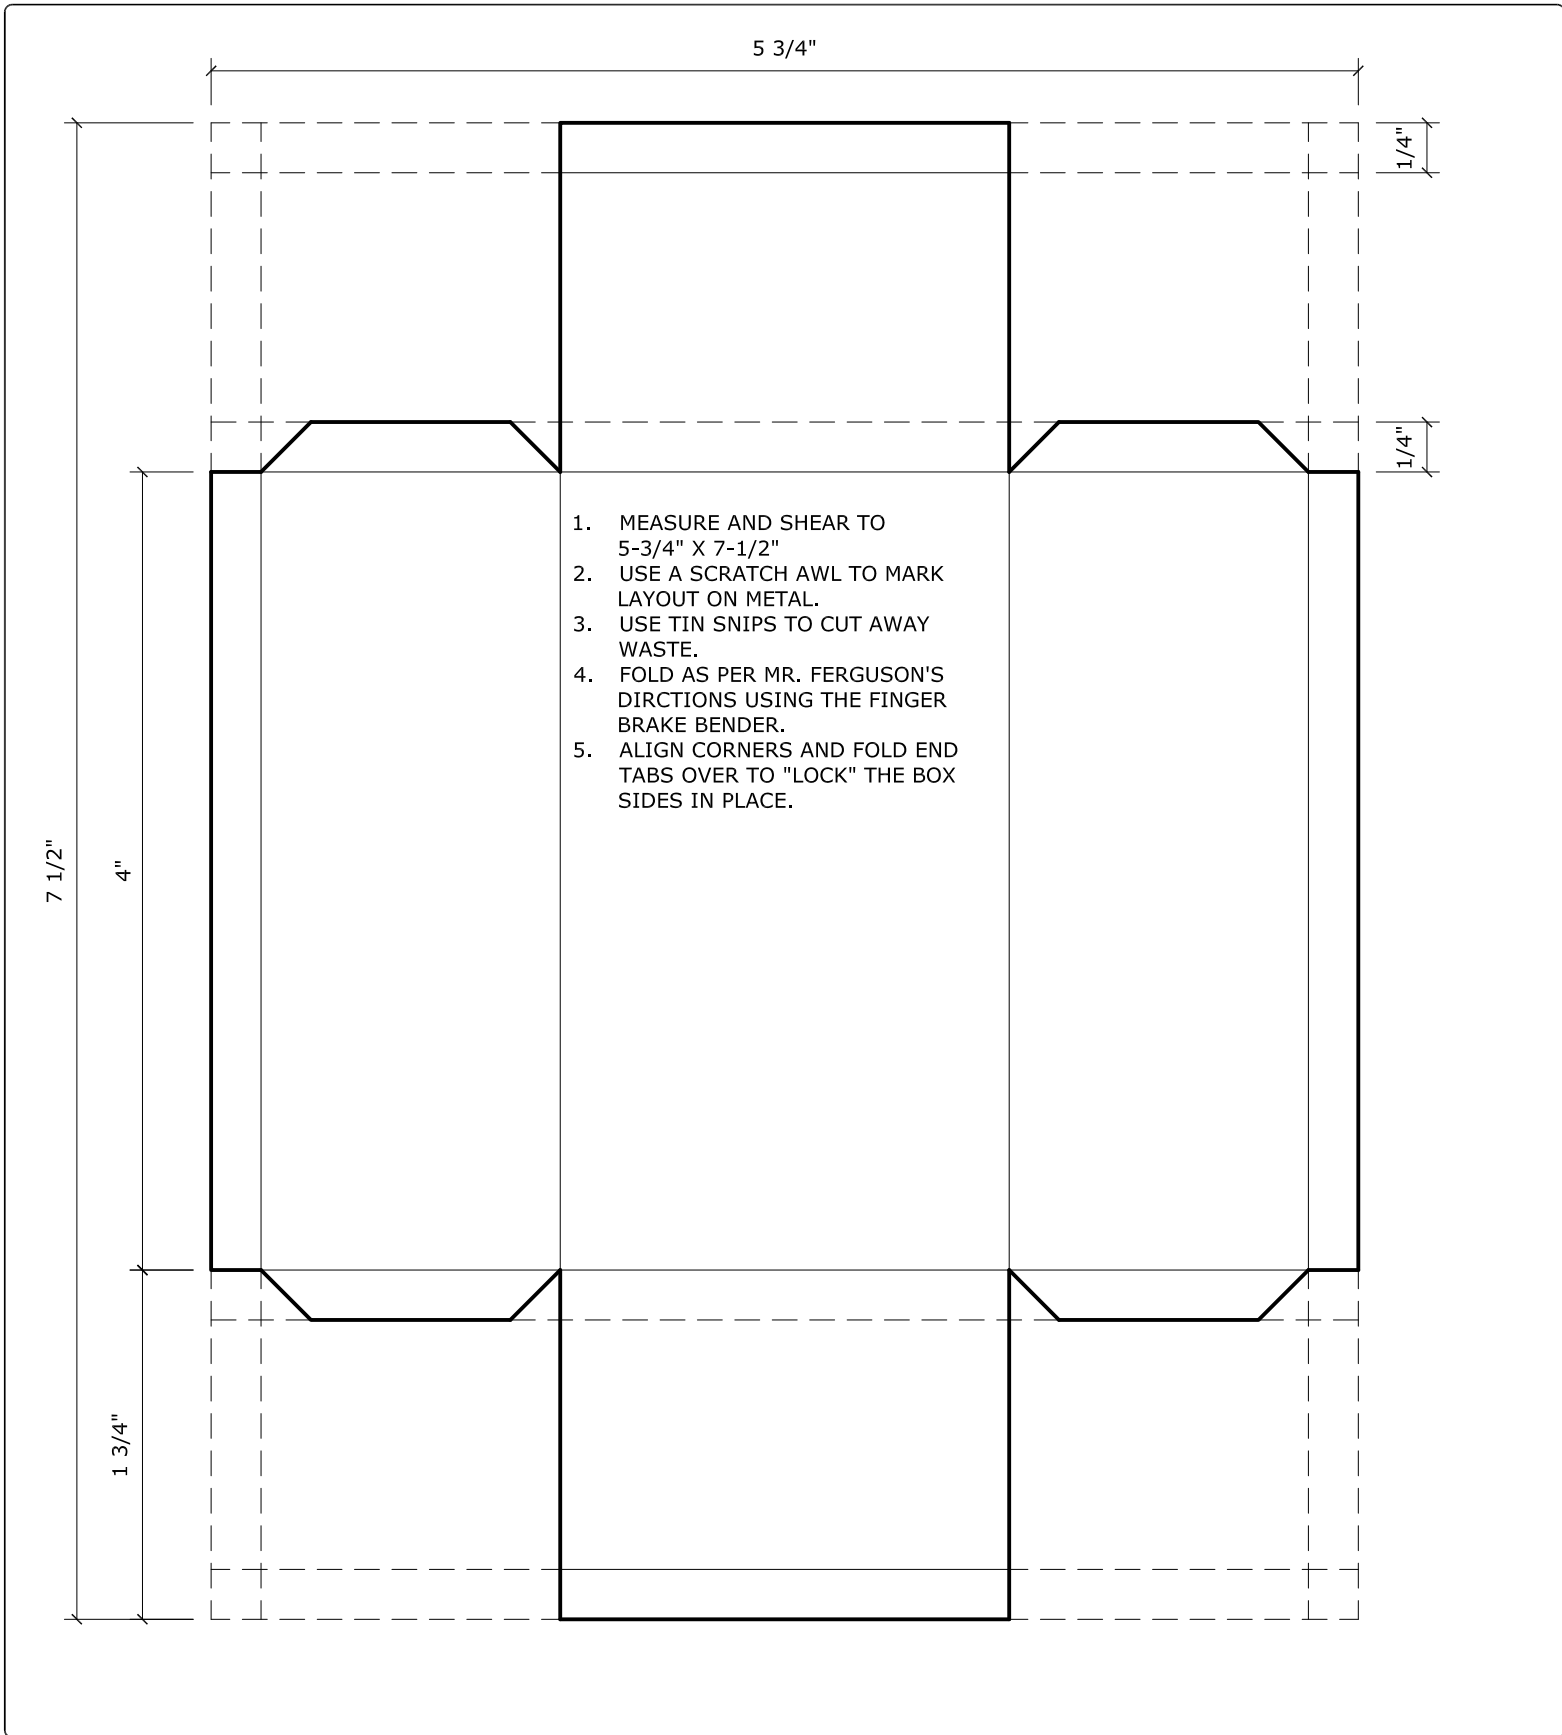 5 3/4"
1/4"
1/4"
1. MEASURE AND SHEAR TO
5-3/4" X 7-1/2"
2. USE A SCRATCH AWL TO MARK
LAYOUT ON METAL.
3. USE TIN SNIPS TO CUT AWAY
WASTE.
4. FOLD AS PER MR. FERGUSON'S
DIRCTIONS USING THE FINGER
BRAKE BENDER.
5. ALIGN CORNERS AND FOLD END
TABS OVER TO "LOCK" THE BOX
SIDES IN PLACE.
7 1/2"
4"
1 3/4"